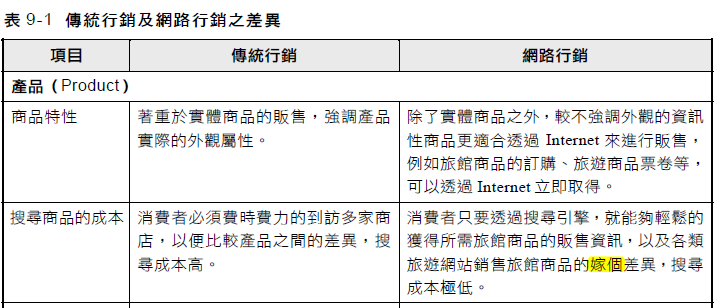 表 9-1 傳統行銷及網路行銷之差異
項目 傳統行銷 網路行銷
產品（Product）
商品特性
著重於實體商品的販售，強調產品
實際的外觀屬性。
除了實體商品之外，較不強調外觀的資訊
性商品更適合透過 Internet 來進行販售，
例如旅館商品的訂購、旅遊商品票卷等，
可以透過 Internet 立即取得。
搜尋商品的成本
消費者必須費時費力的到訪多家商
店，以便比較產品之間的差異，搜
尋成本高。
消費者只要透過搜尋引擎，就能夠輕鬆的
獲得所需旅館商品的販售資訊，以及各類
旅遊網站銷售旅館商品的嫁個差異，搜尋
成本極低。